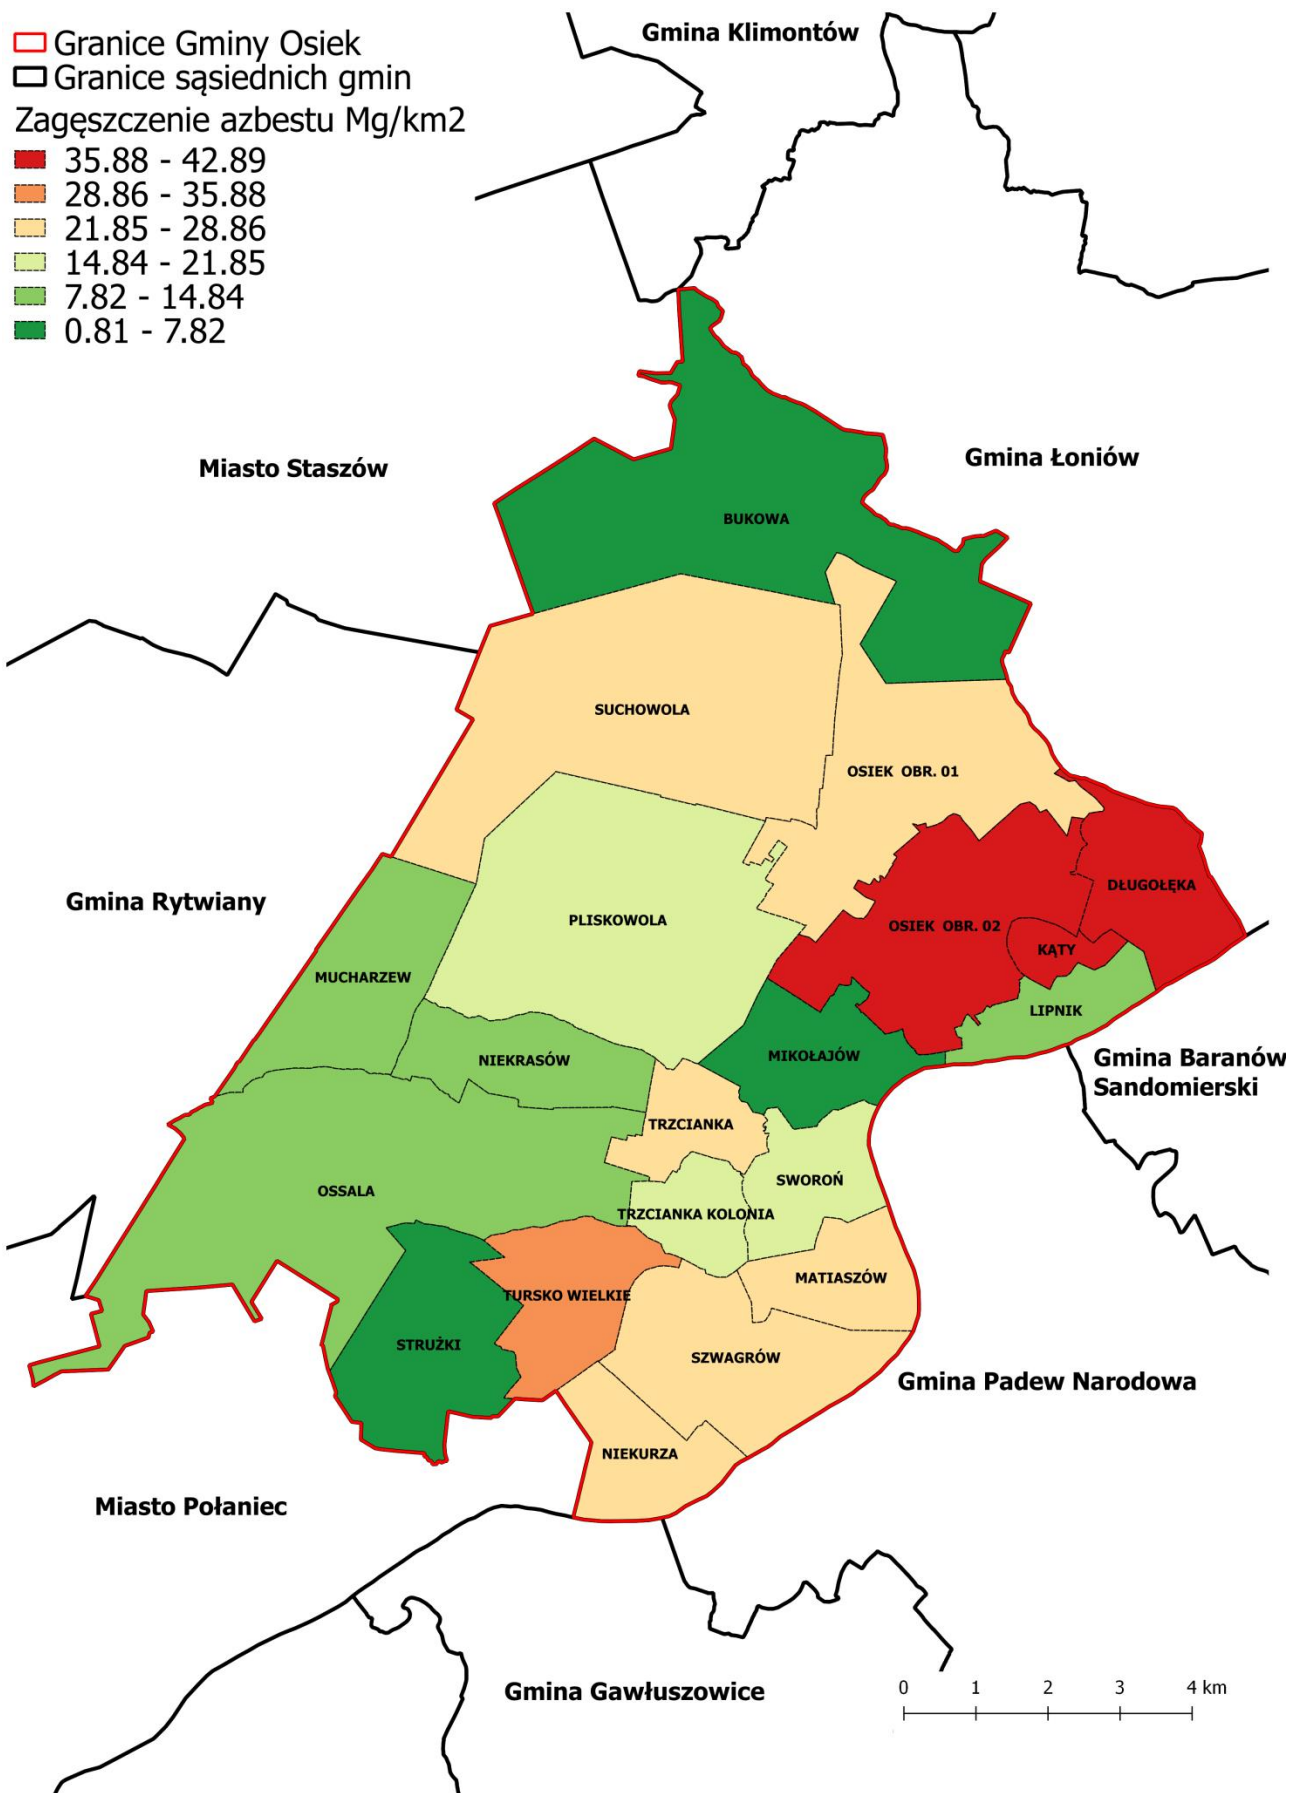 Granice Gminy Osiek
Granice sąsiednich gmin
Zagęszczenie azbestu Mg/km2
35.88 - 42.89
28.86 - 35.88
21.85 - 28.86
14.84 - 21.85
7.82 - 14.84
0.81 - 7.82
Gmina Klimontów
Miasto Staszów
Gmina Łoniów
BUKOWA
SUCHOWOLA
OSIEK OBR. 01
DŁUGOŁĘKA
Gmina Rytwiany
PLISKOWOLA
OSIEK OBR. 02
KĄTY
MUCHARZEW
LIPNIK
NIEKRASÓW
MIKOŁAJÓW
Gmina Baranów
Sandomierski
TRZCIANKA
OSSALA
SWOROŃ
TRZCIANKA KOLONIA
MATIASZÓW
TURSKO WIELKIE
STRUŻKI
SZWAGRÓW
Gmina Padew Narodowa
NIEKURZA
Miasto Połaniec
Gmina Gawłuszowice
0 1 2 3 4 km